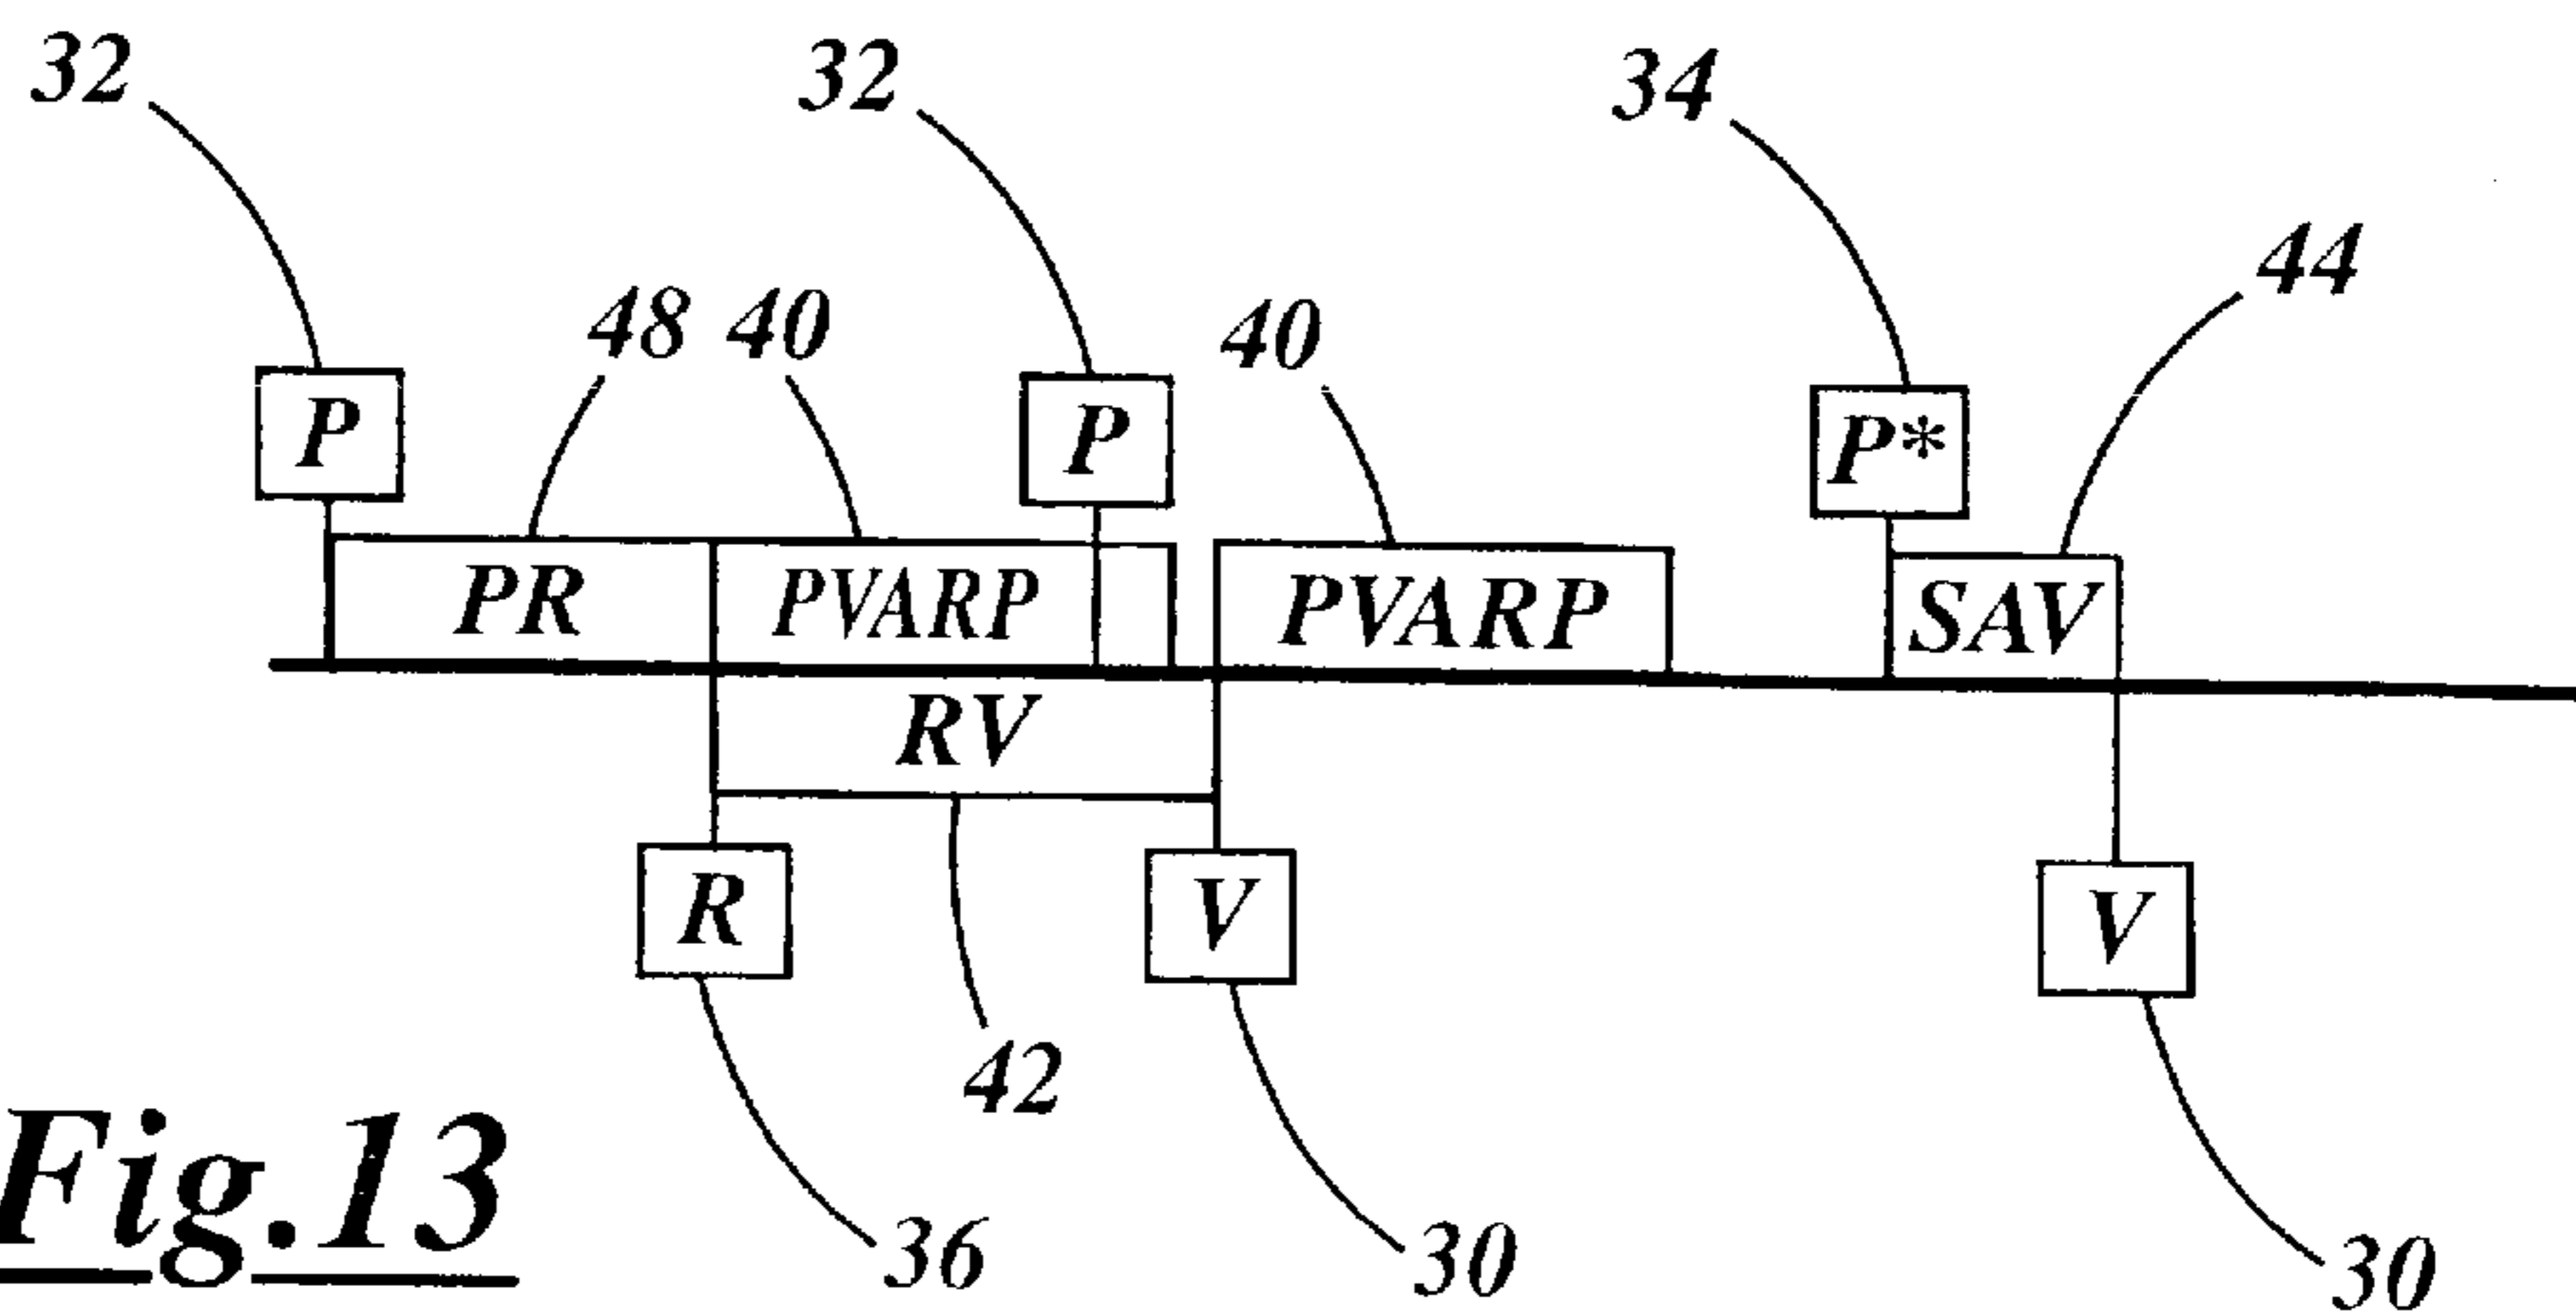 32 32 34
44
48 40 40
P P P*
PR PVARP PVARP SAV
RV
R V V
42
Fig.13
36 30 30